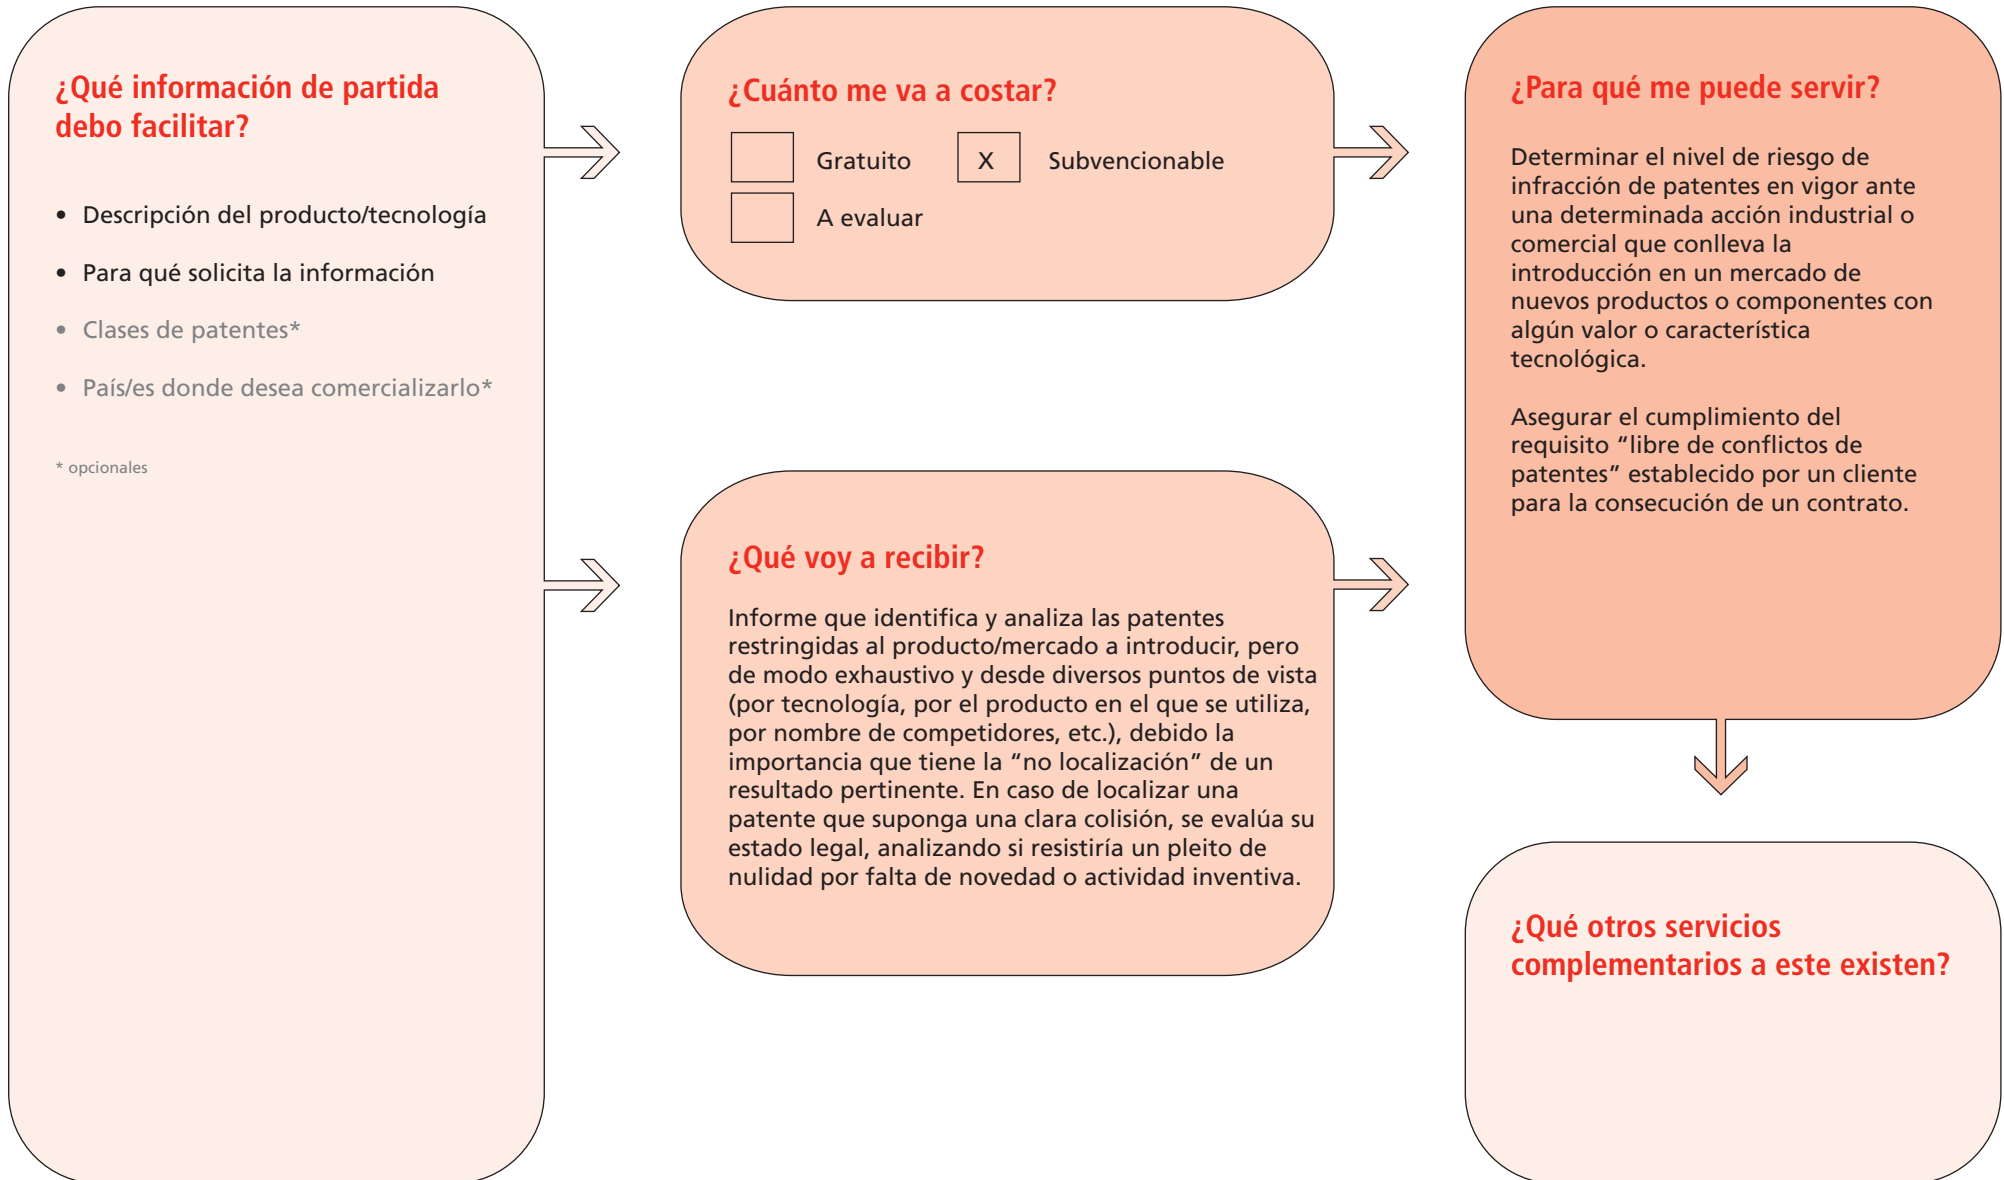 ¿Qué información de partida
debo facilitar?
• Descripción del producto/tecnología
• Para qué solicita la información
• Clases de patentes*
• País/es donde desea comercializarlo*
* opcionales
¿Cuánto me va a costar?
Gratuito X Subvencionable
A evaluar
¿Qué voy a recibir?
Informe que identifica y analiza las patentes
restringidas al producto/mercado a introducir, pero
de modo exhaustivo y desde diversos puntos de vista
(por tecnología, por el producto en el que se utiliza,
por nombre de competidores, etc.), debido la
importancia que tiene la “no localización” de un
resultado pertinente. En caso de localizar una
patente que suponga una clara colisión, se evalúa su
estado legal, analizando si resistiría un pleito de
nulidad por falta de novedad o actividad inventiva.
¿Para qué me puede servir?
Determinar el nivel de riesgo de
infracción de patentes en vigor ante
una determinada acción industrial o
comercial que conlleva la
introducción en un mercado de
nuevos productos o componentes con
algún valor o característica
tecnológica.
Asegurar el cumplimiento del
requisito “libre de conflictos de
patentes” establecido por un cliente
para la consecución de un contrato.
¿Qué otros servicios
complementarios a este existen?